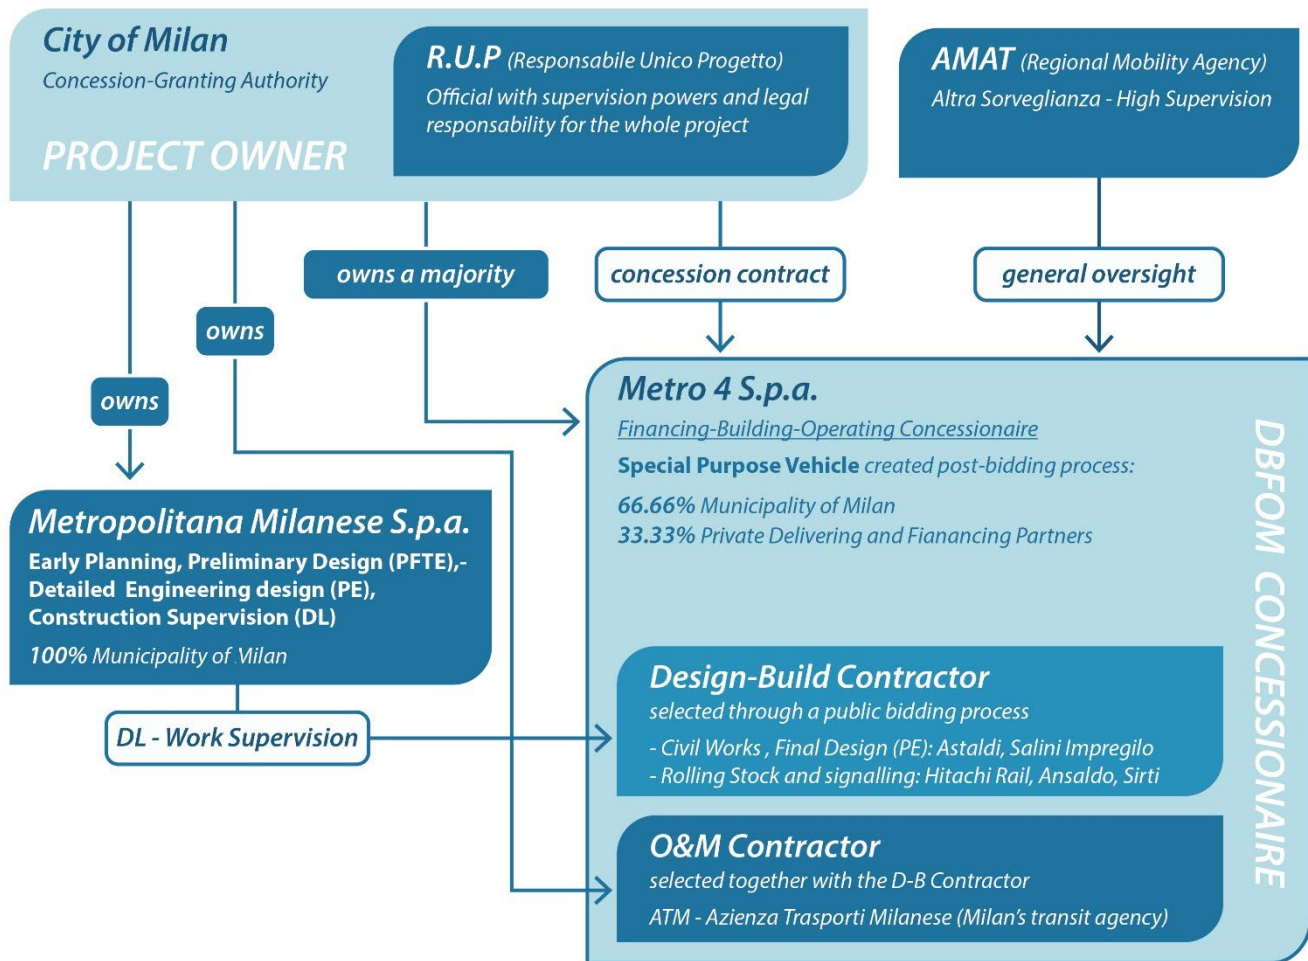 City of Milan
Concession-Granting Authority
PROJECT OWNER
R.U.P (Responsabile Unico Progetto)
Official with supervision powers and legal
responsability for the whole project
AMAT (Regional Mobility Agency)
Altra Sorveglianza - High Supervision
owns a majority
concession contract
general oversight
owns
owns
Metro 4 S.p.a.
Financing-Building-Operating Concessionaire
Special Purpose Vehicle created post-bidding process:
66.66% Municipality of Milan
33.33% Private Delivering and Fianancing Partners
DBFOM CONCESSIONAIRE
Metropolitana Milanese S.p.a.
Early Planning, Preliminary Design (PFTE),-
Detailed Engineering design (PE),
Construction Supervision (DL)
100% Municipality of Milan
DL - Work Supervision
Design-Build Contractor
selected through a public bidding process
- Civil Works , Final Design (PE): Astaldi, Salini Impregilo
- Rolling Stock and signalling: Hitachi Rail, Ansaldo, Sirti
O&M Contractor
selected together with the D-B Contractor
ATM - Azienza Trasporti Milanese (Milan's transit agency)